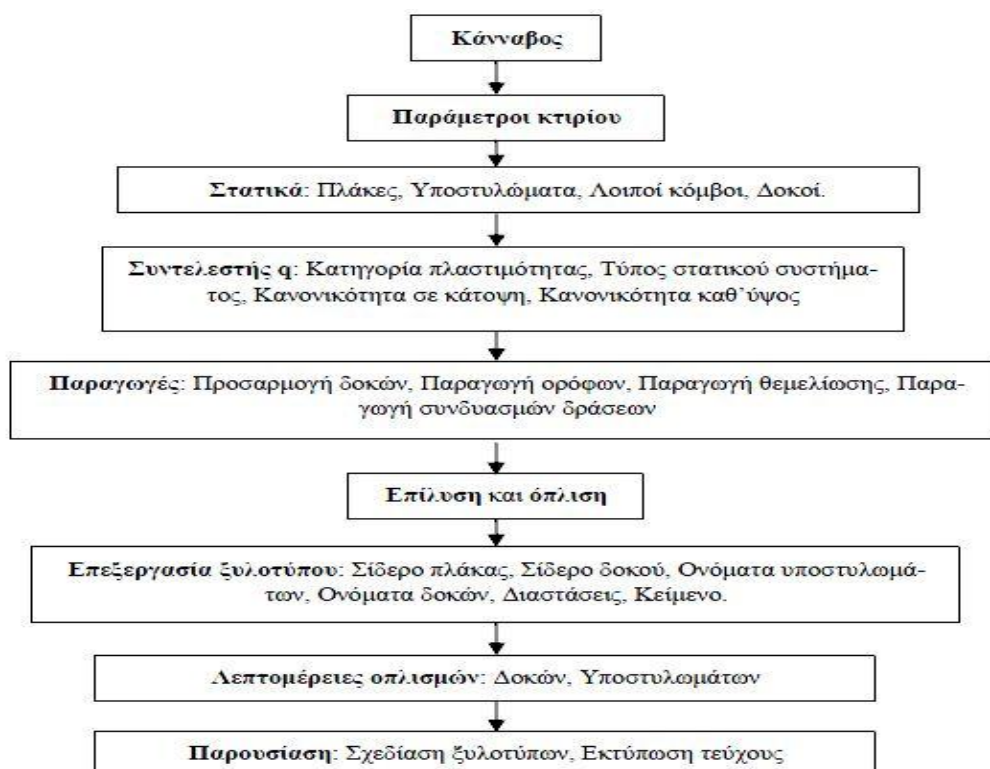 Κάνναβος
Παράμετροι κτιρίου
Στατικά: Πλάκες, Υποστυλώματα, Λοιποί κόμβοι, Δοκοί.
Συντελεστής q: Κατηγορία πλαστιμότητας, Τύπος στατικού συστήμα-
τος, Κανονικότητα σε κάτοψη, Κανονικότητα καθ’ύψος
Παραγωγές: Προσαρμογή δοκών, Παραγωγή ορόφων, Παραγωγή θεμελίωσης, Παρα-
γωγή συνδυασμών δράσεων
Επίλυση και όπλιση
Επεξεργασία ξυλοτύπου: Σίδερο πλάκας, Σίδερο δοκού, Ονόματα υποστυλωμά-
των, Ονόματα δοκών, Διαστάσεις, Κείμενο.
Λεπτομέρειες οπλισμών: Δοκών, Υποστυλωμάτων
Παρουσίαση: Σχεδίαση ξυλοτύπων, Εκτύπωση τεύχους